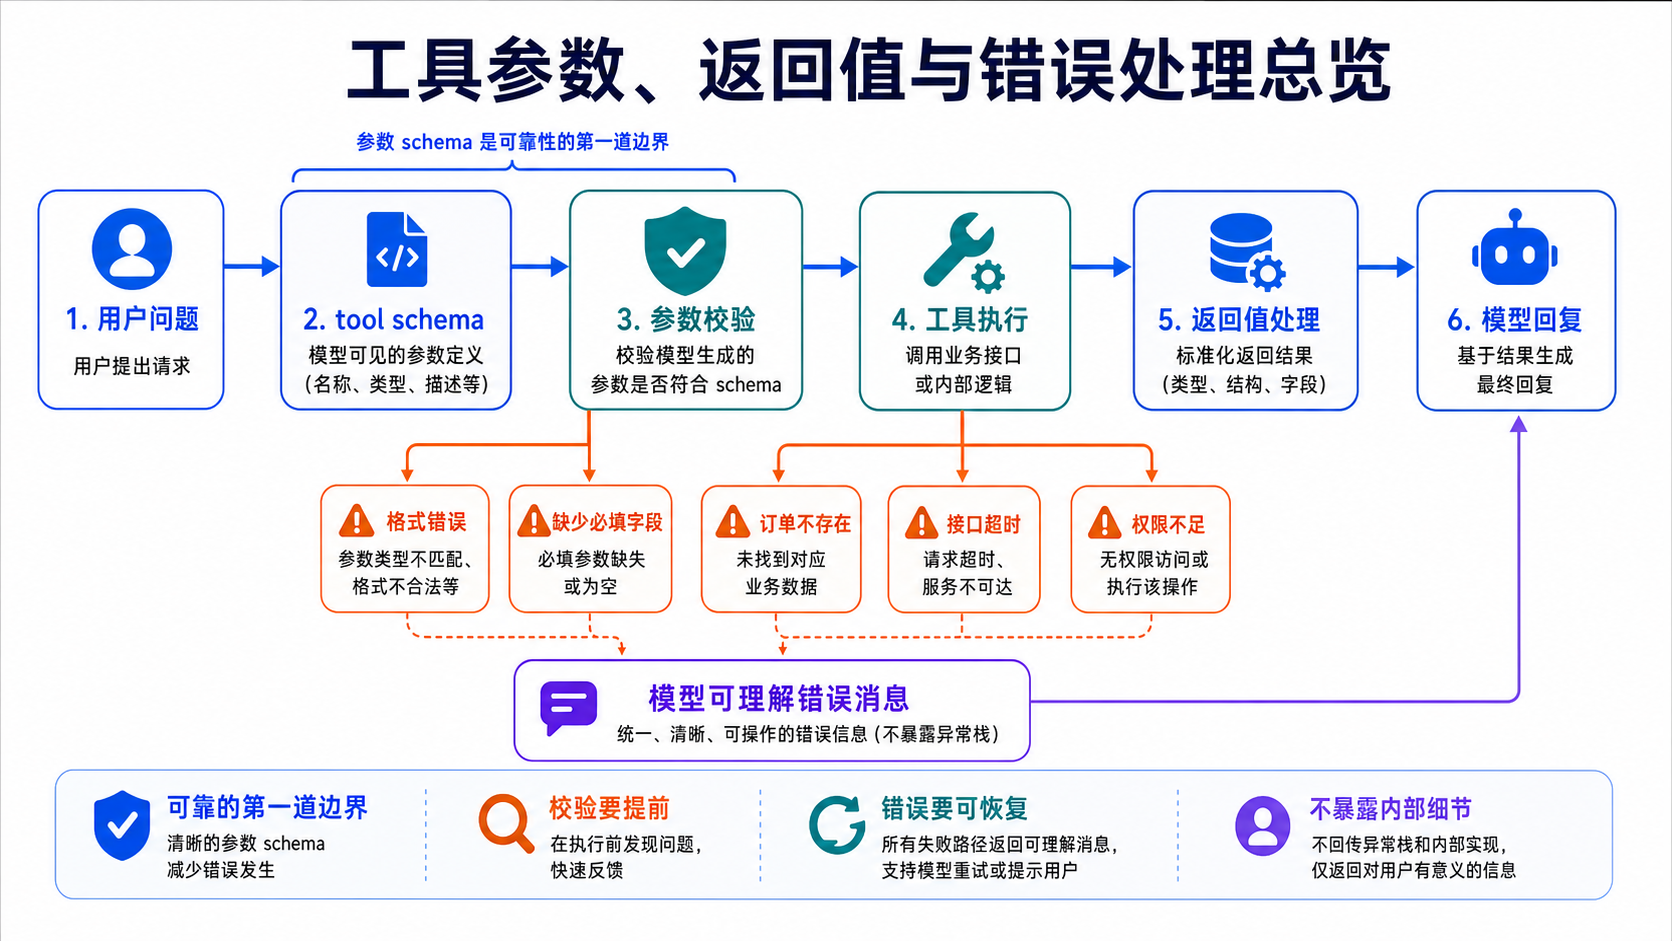 工具参数、返回值与错误处理总览
参数 schema 是可靠性的第一道边界
1. 用户问题
用户提出请求
2. tool schema
模型可见的参数定义
(名称、类型、描述等)
3. 参数校验
校验模型生成的
参数是否符合 schema
4. 工具执行
调用业务接口
或内部逻辑
5. 返回值处理
标准化返回结果
(类型、结构、字段)
6. 模型回复
基于结果生成
最终回复
格式错误
参数类型不匹配、
格式不合法等
缺少必填字段
必填参数缺失
或为空
订单不存在
未找到对应
业务数据
接口超时
请求超时、
服务不可达
权限不足
无权限访问或
执行该操作
模型可理解错误消息
统一、清晰、可操作的错误信息 (不暴露异常栈)
可靠的第一道边界
清晰的参数 schema
减少错误发生
校验要提前
在执行前发现问题，
快速反馈
错误要可恢复
所有失败路径返回可理解消息，
支持模型重试或提示用户
不暴露内部细节
不回传异常栈和内部实现，
仅返回对用户有意义的信息